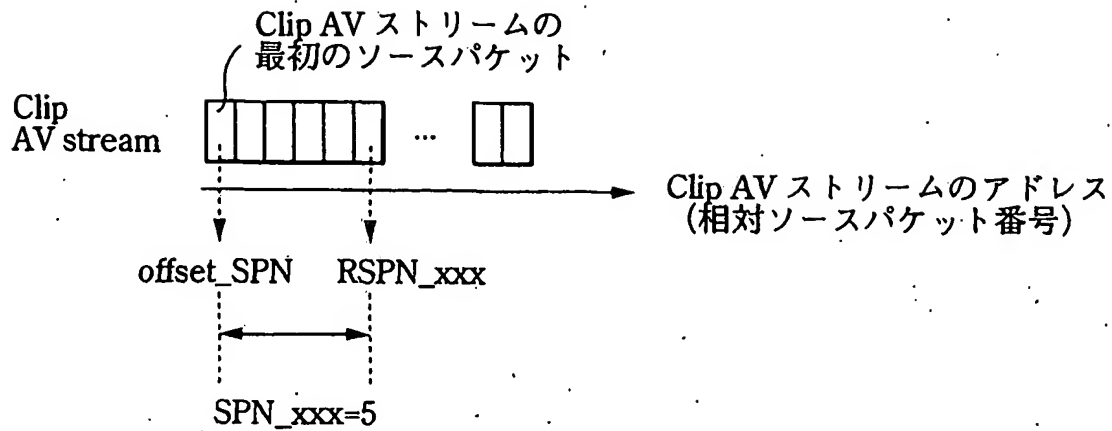 Clip AV ストリームの
最初のソースパケット
Clip
AV stream
...
Clip AV ストリームのアドレス
(相対ソースパケット番号)
offset_SPN RSPN_xxx
SPN_xxx=5